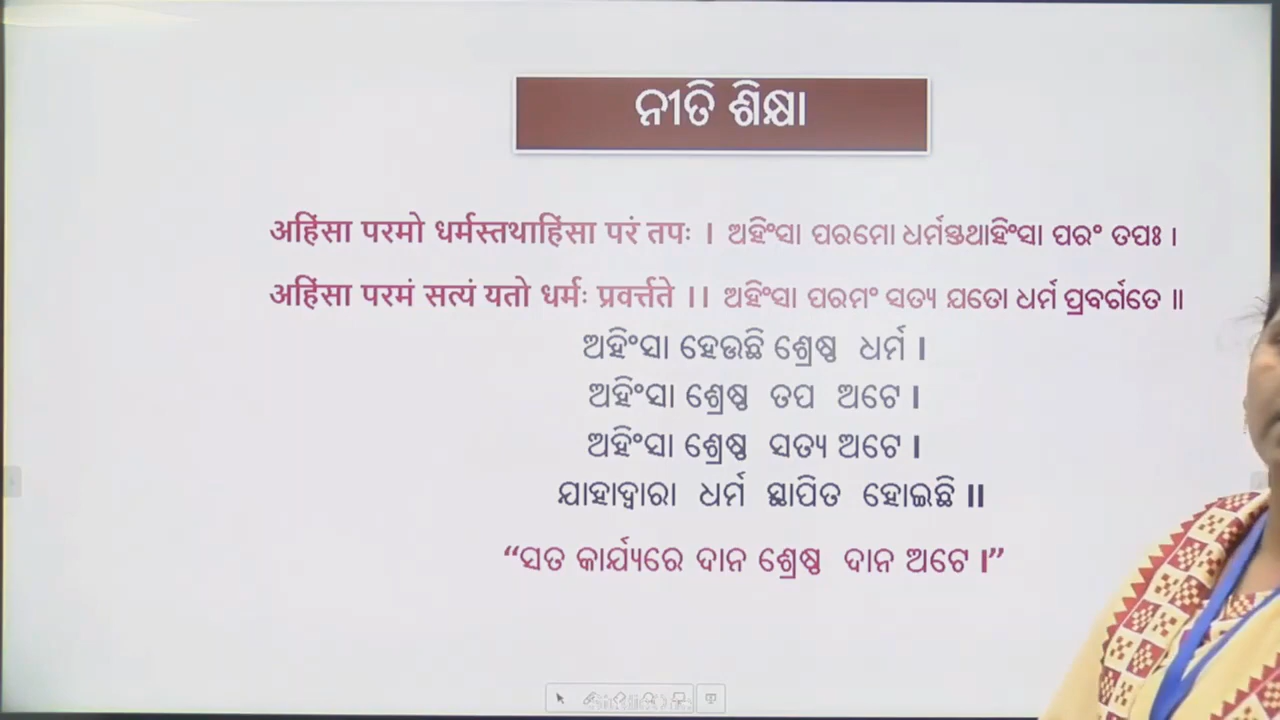 ନୀତି ଶିକ୍ଷା
अहिंसा परमो धर्मस्तथाहिंसा परं तपः । ଅହିଂସା ପରମୋ ଧର୍ମସ୍ତଥାହିଂସା ପରଂ ତପଃ ।
अहिंसा परमं सत्यं यतो धर्मः प्रवर्त्तते ।। ଅହିଂସା ପରମଂ ସତ୍ୟ ଯତୋ ଧର୍ମ ପ୍ରବର୍ଗତେ ॥
ଅହିଂସା ହେଉଛି ଶ୍ରେଷ୍ଠ ଧର୍ମ ।
ଅହିଂସା ଶ୍ରେଷ୍ଠ ତପ ଅଟେ ।
ଅହିଂସା ଶ୍ରେଷ୍ଠ ସତ୍ୟ ଅଟେ ।
ଯାହାଦ୍ଵାରା ଧର୍ମ ସ୍ଥାପିତ ହୋଇଛି ॥
“ସତ କାର୍ଯ୍ୟରେ ଦାନ ଶ୍ରେଷ୍ଠ ଦାନ ଅଟେ ।”